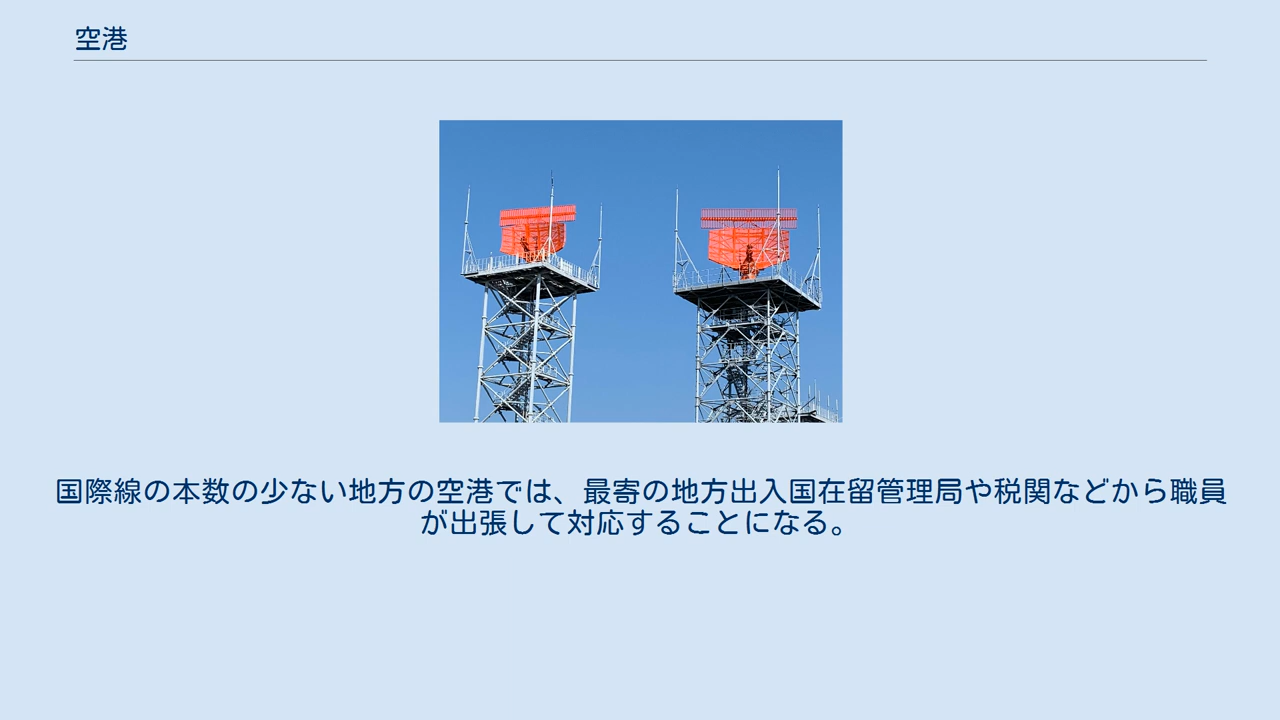 空港
国際線の本数の少ない地方の空港では、最寄の地方出入国在留管理局や税関などから職員
が出張して対応することになる。